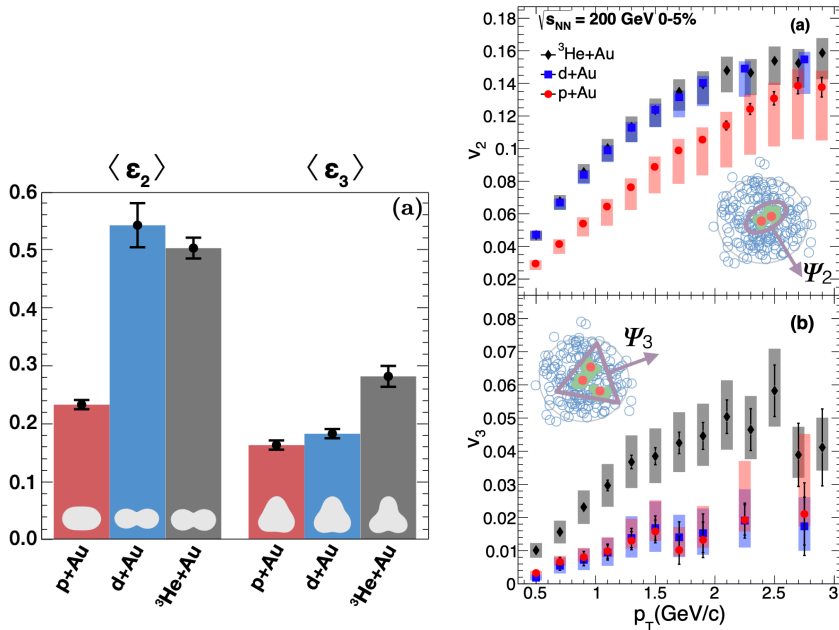 ⟨ε₂⟩ ⟨ε₃⟩
(a)
0.6
0.5
0.4
0.3
0.2
0.1
0.0
p+Au
d+Au
³He+Au
p+Au
d+Au
³He+Au
√s_NN = 200 GeV 0-5%
(a)
³He+Au
d+Au
p+Au
v₂
0.18
0.16
0.14
0.12
0.1
0.08
0.06
0.04
0.02
Ψ₂
(b)
Ψ₃
v₃
0.08
0.07
0.06
0.05
0.04
0.03
0.02
0.01
0
0.5 1 1.5 2 2.5 3
p_T(GeV/c)